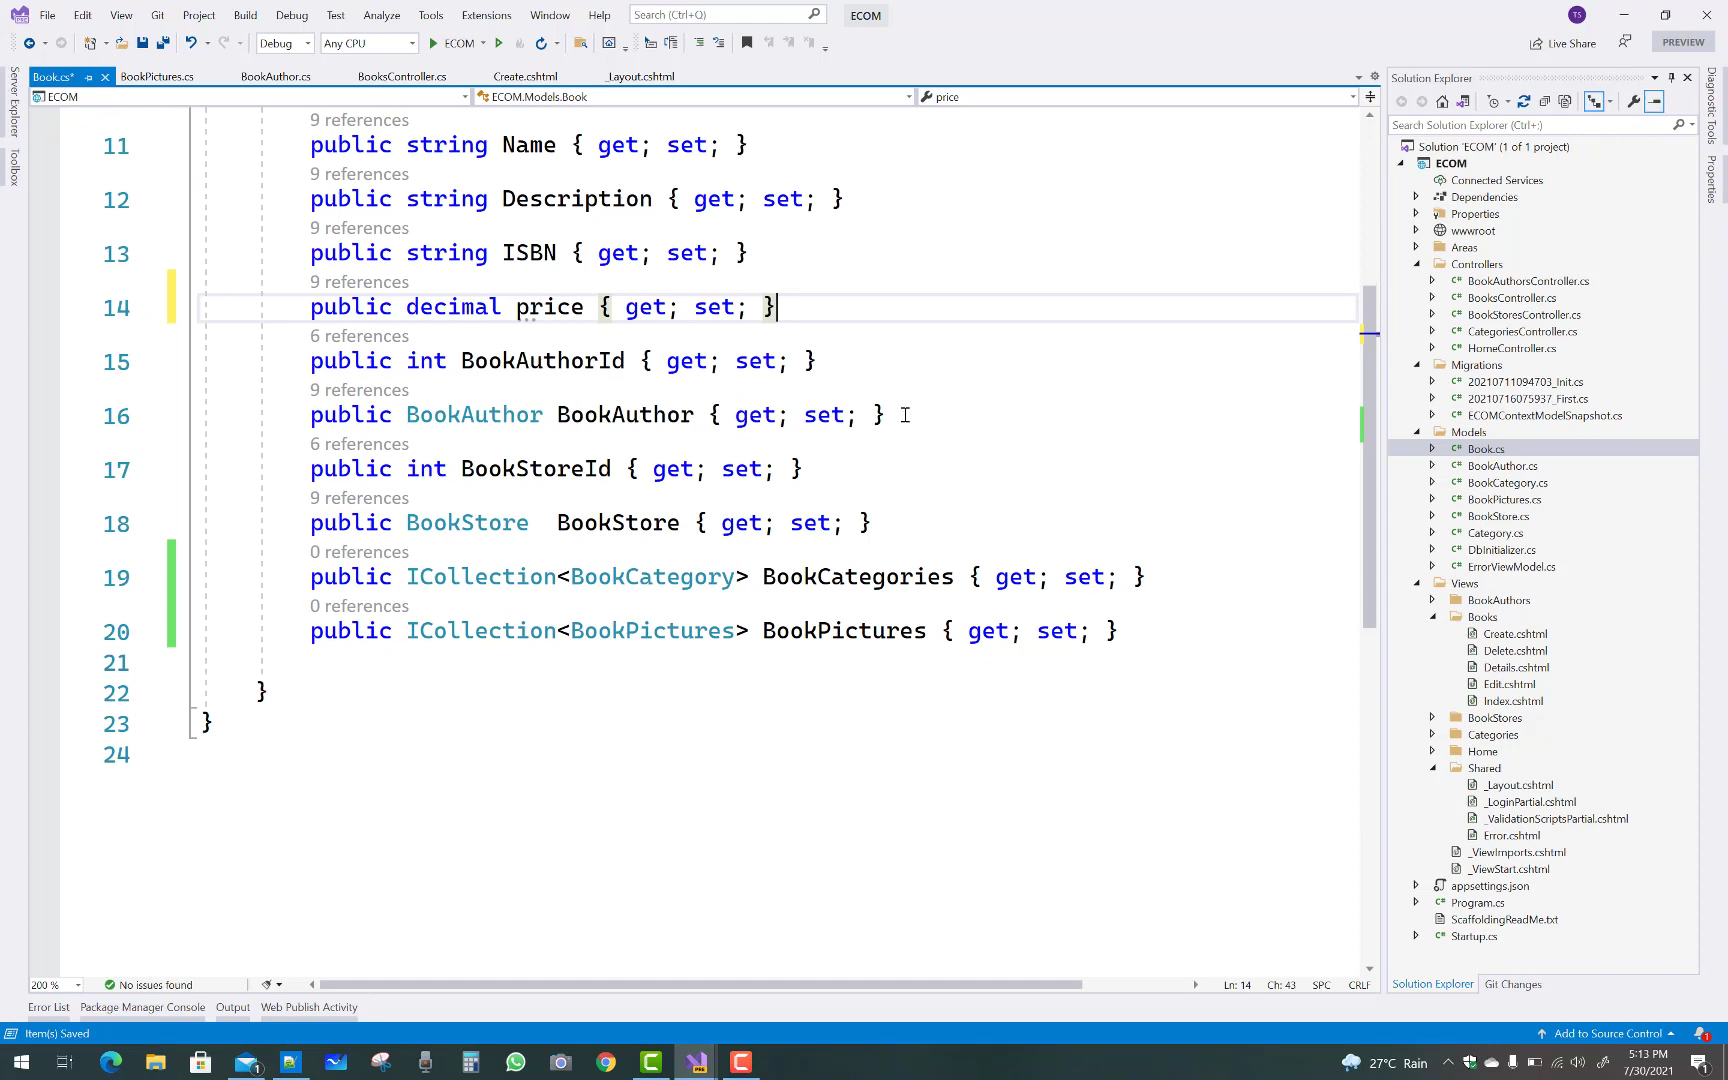 File Edit View Git Project Build Debug Test Analyze Tools Extensions Window Help Search (Ctrl+Q) ECOM TS
Debug Any CPU ECOM Live Share PREVIEW
Book.cs* BookPictures.cs BookAuthor.cs BooksController.cs Create.cshtml _Layout.cshtml
ECOM ECOM.Models.Book price
Server Explorer
Toolbox
9 references
11 public string Name { get; set; }
9 references
12 public string Description { get; set; }
9 references
13 public string ISBN { get; set; }
9 references
14 public decimal price { get; set; }
6 references
15 public int BookAuthorId { get; set; }
9 references
16 public BookAuthor BookAuthor { get; set; }
6 references
17 public int BookStoreId { get; set; }
9 references
18 public BookStore  BookStore { get; set; }
0 references
19 public ICollection<BookCategory> BookCategories { get; set; }
0 references
20 public ICollection<BookPictures> BookPictures { get; set; }
21
22 }
23 }
24
200 % No issues found Ln: 14 Ch: 43 SPC CRLF
Error List Package Manager Console Output Web Publish Activity
Solution Explorer
Search Solution Explorer (Ctrl+;)
Solution 'ECOM' (1 of 1 project)
ECOM
Connected Services
Dependencies
Properties
wwwroot
Areas
Controllers
BookAuthorsController.cs
BooksController.cs
BookStoresController.cs
CategoriesController.cs
HomeController.cs
Migrations
20210711094703_Init.cs
20210716075937_First.cs
ECOMContextModelSnapshot.cs
Models
Book.cs
BookAuthor.cs
BookCategory.cs
BookPictures.cs
BookStore.cs
Category.cs
DbInitializer.cs
ErrorViewModel.cs
Views
BookAuthors
Books
Create.cshtml
Delete.cshtml
Details.cshtml
Edit.cshtml
Index.cshtml
BookStores
Categories
Home
Shared
_Layout.cshtml
_LoginPartial.cshtml
_ValidationScriptsPartial.cshtml
Error.cshtml
_ViewImports.cshtml
_ViewStart.cshtml
appsettings.json
Program.cs
ScaffoldingReadMe.txt
Startup.cs
Solution Explorer Git Changes
Diagnostic Tools
Properties
Item(s) Saved Add to Source Control 1
1 27°C Rain 5:13 PM
7/30/2021 1